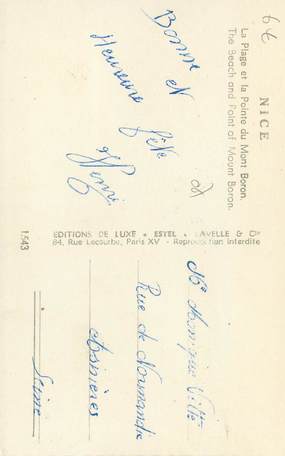 6 €
NICE
La Plage et la Pointe du Mont Boron.
The Beach and Point of Mount Boron.
Bonne et
Heureuse fête
Henri
EDITIONS DE LUXE • ESTEL • LAVELLE & Cie
84, Rue Lecourbe, Paris XV - Reproduction interdite
1543
Monique
Rue de Normandie
Asnières
Seine